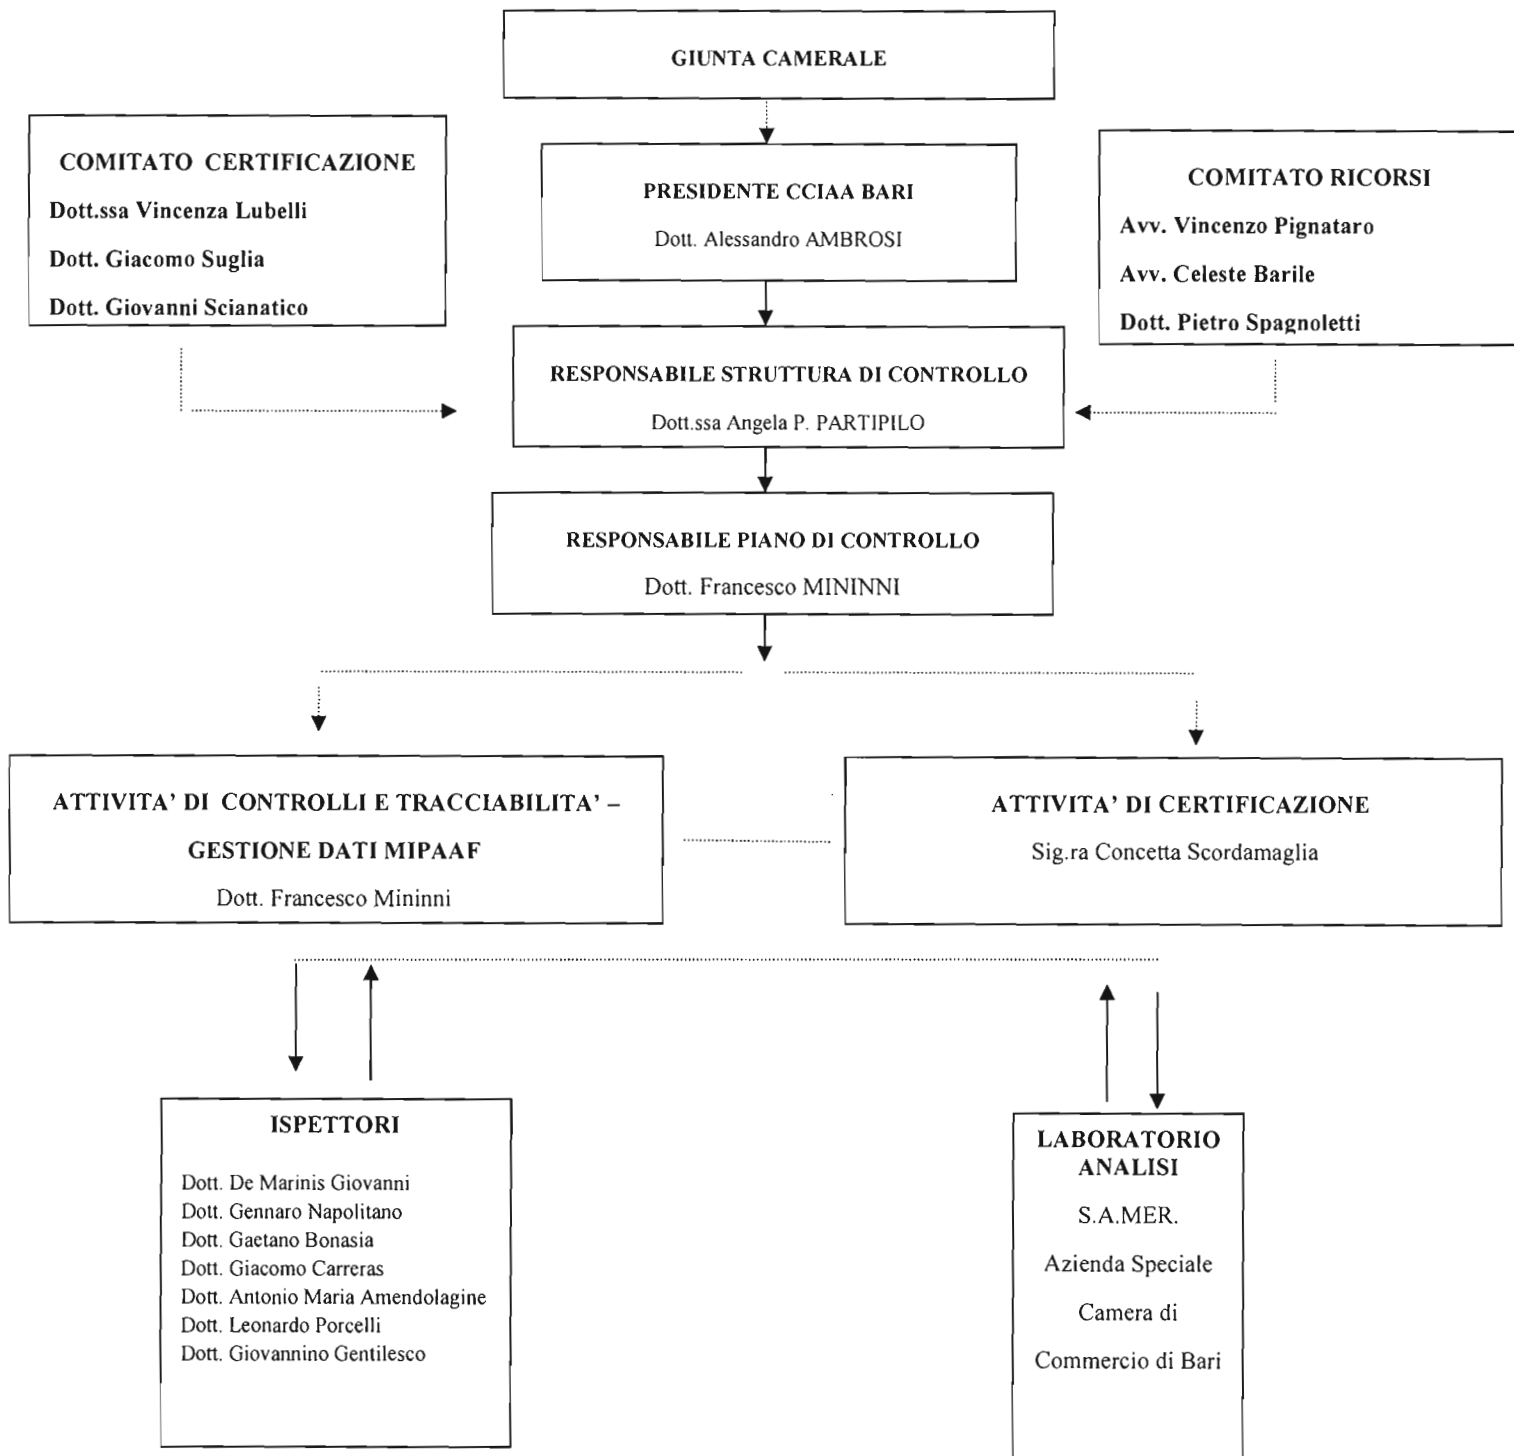 GIUNTA CAMERALE
COMITATO CERTIFICAZIONE
Dott.ssa Vincenza Lubelli
Dott. Giacomo Suglia
Dott. Giovanni Scianatico
PRESIDENTE CCIAA BARI
Dott. Alessandro AMBROSI
COMITATO RICORSI
Avv. Vincenzo Pignataro
Avv. Celeste Barile
Dott. Pietro Spagnoletti
RESPONSABILE STRUTTURA DI CONTROLLO
Dott.ssa Angela P. PARTIPILO
RESPONSABILE PIANO DI CONTROLLO
Dott. Francesco MININNI
ATTIVITA’ DI CONTROLLI E TRACCIABILITA’ –
GESTIONE DATI MIPAAF
Dott. Francesco Mininni
ATTIVITA’ DI CERTIFICAZIONE
Sig.ra Concetta Scordamaglia
ISPETTORI
Dott. De Marinis Giovanni
Dott. Gennaro Napolitano
Dott. Gaetano Bonasia
Dott. Giacomo Carreras
Dott. Antonio Maria Amendolagine
Dott. Leonardo Porcelli
Dott. Giovannino Gentilesco
LABORATORIO
ANALISI
S.A.MER.
Azienda Speciale
Camera di
Commercio di Bari